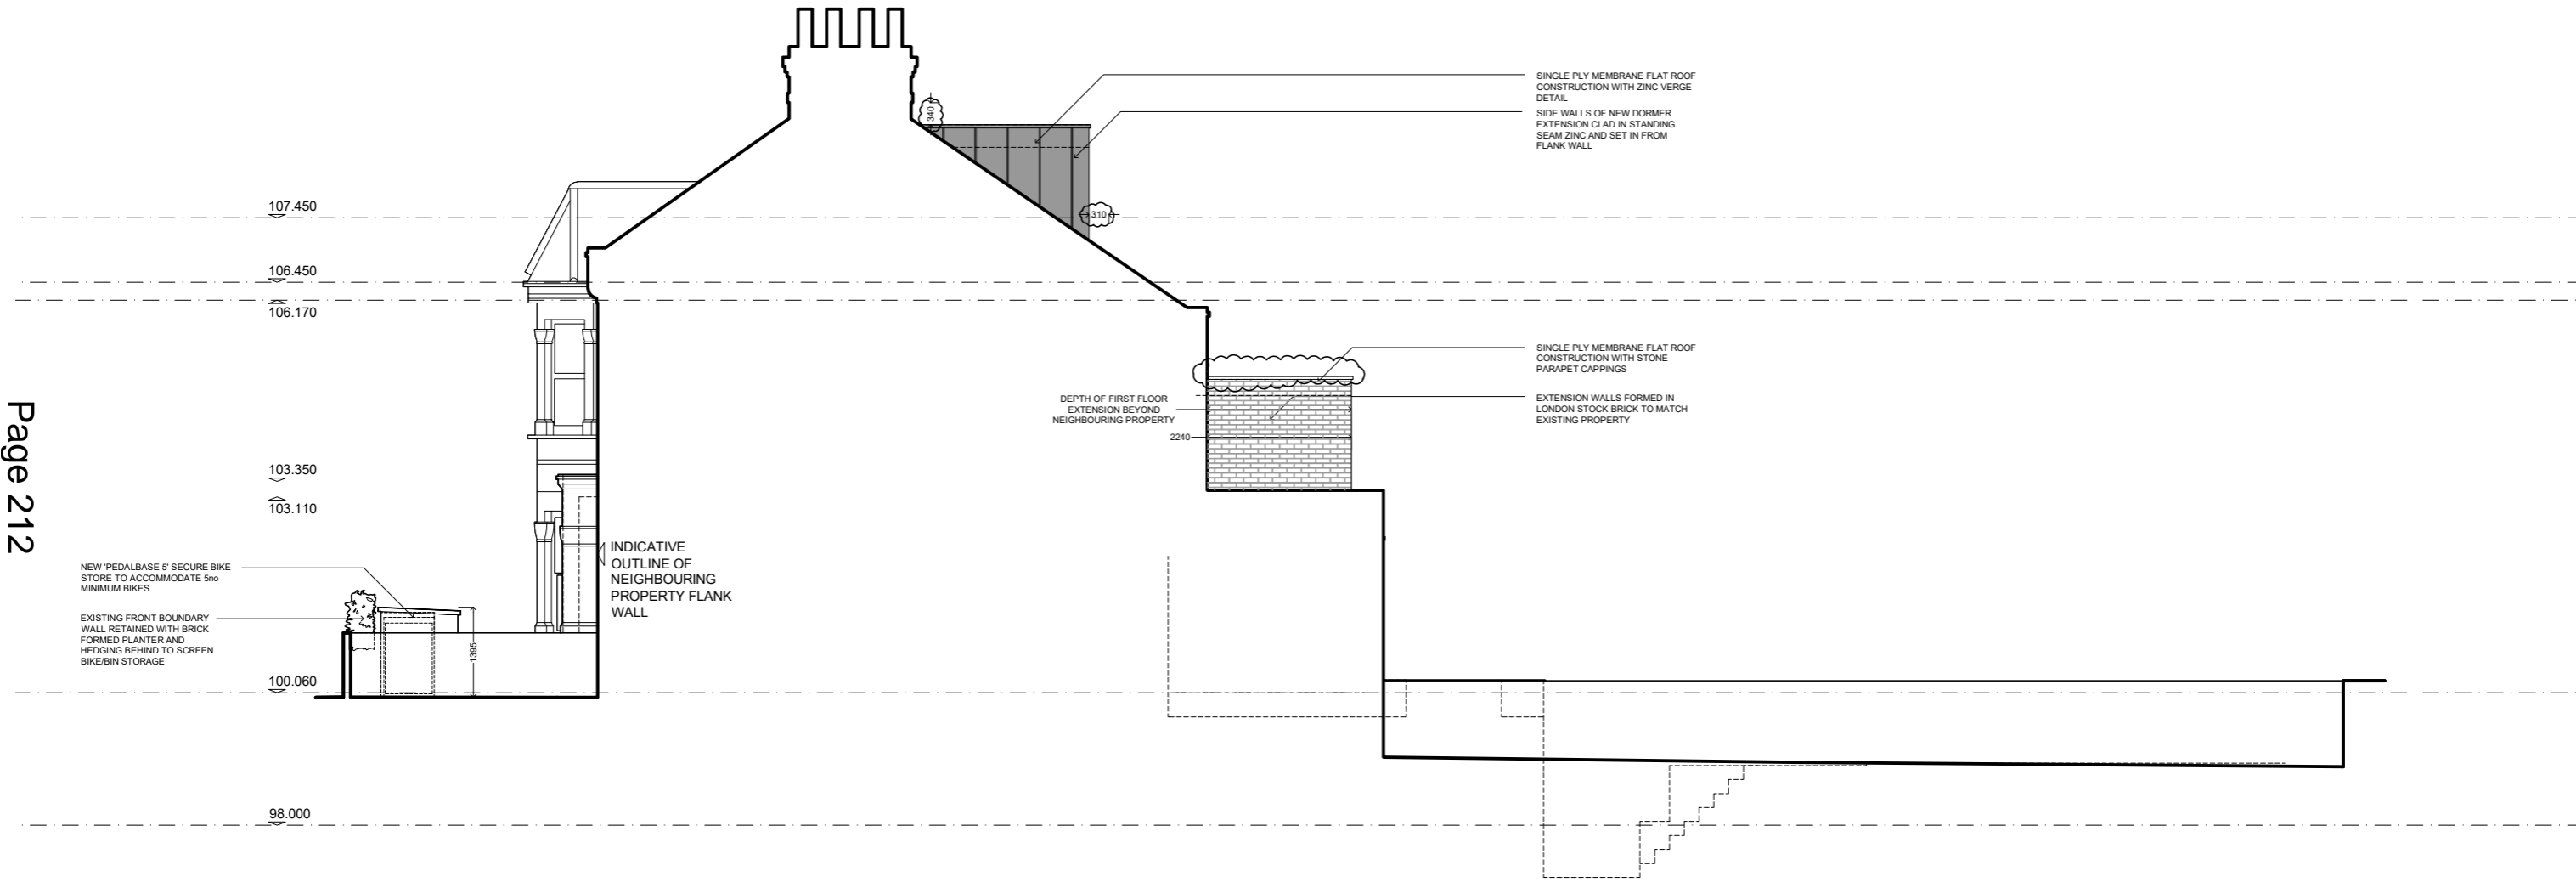 SINGLE PLY MEMBRANE FLAT ROOF
CONSTRUCTION WITH ZINC VERGE
DETAIL
SIDE WALLS OF NEW DORMER
EXTENSION CLAD IN STANDING
SEAM ZINC AND SET IN FROM
FLANK WALL
340
310
107.450
106.450
106.170
SINGLE PLY MEMBRANE FLAT ROOF
CONSTRUCTION WITH STONE
PARAPET CAPPINGS
DEPTH OF FIRST FLOOR
EXTENSION BEYOND
NEIGHBOURING PROPERTY
2240
EXTENSION WALLS FORMED IN
LONDON STOCK BRICK TO MATCH
EXISTING PROPERTY
103.350
103.110
INDICATIVE
OUTLINE OF
NEIGHBOURING
PROPERTY FLANK
WALL
NEW 'PEDALBASE 5' SECURE BIKE
STORE TO ACCOMMODATE 5no
MINIMUM BIKES
EXISTING FRONT BOUNDARY
WALL RETAINED WITH BRICK
FORMED PLANTER AND
HEDGING BEHIND TO SCREEN
BIKE/BIN STORAGE
1395
100.060
98.000
Page 212